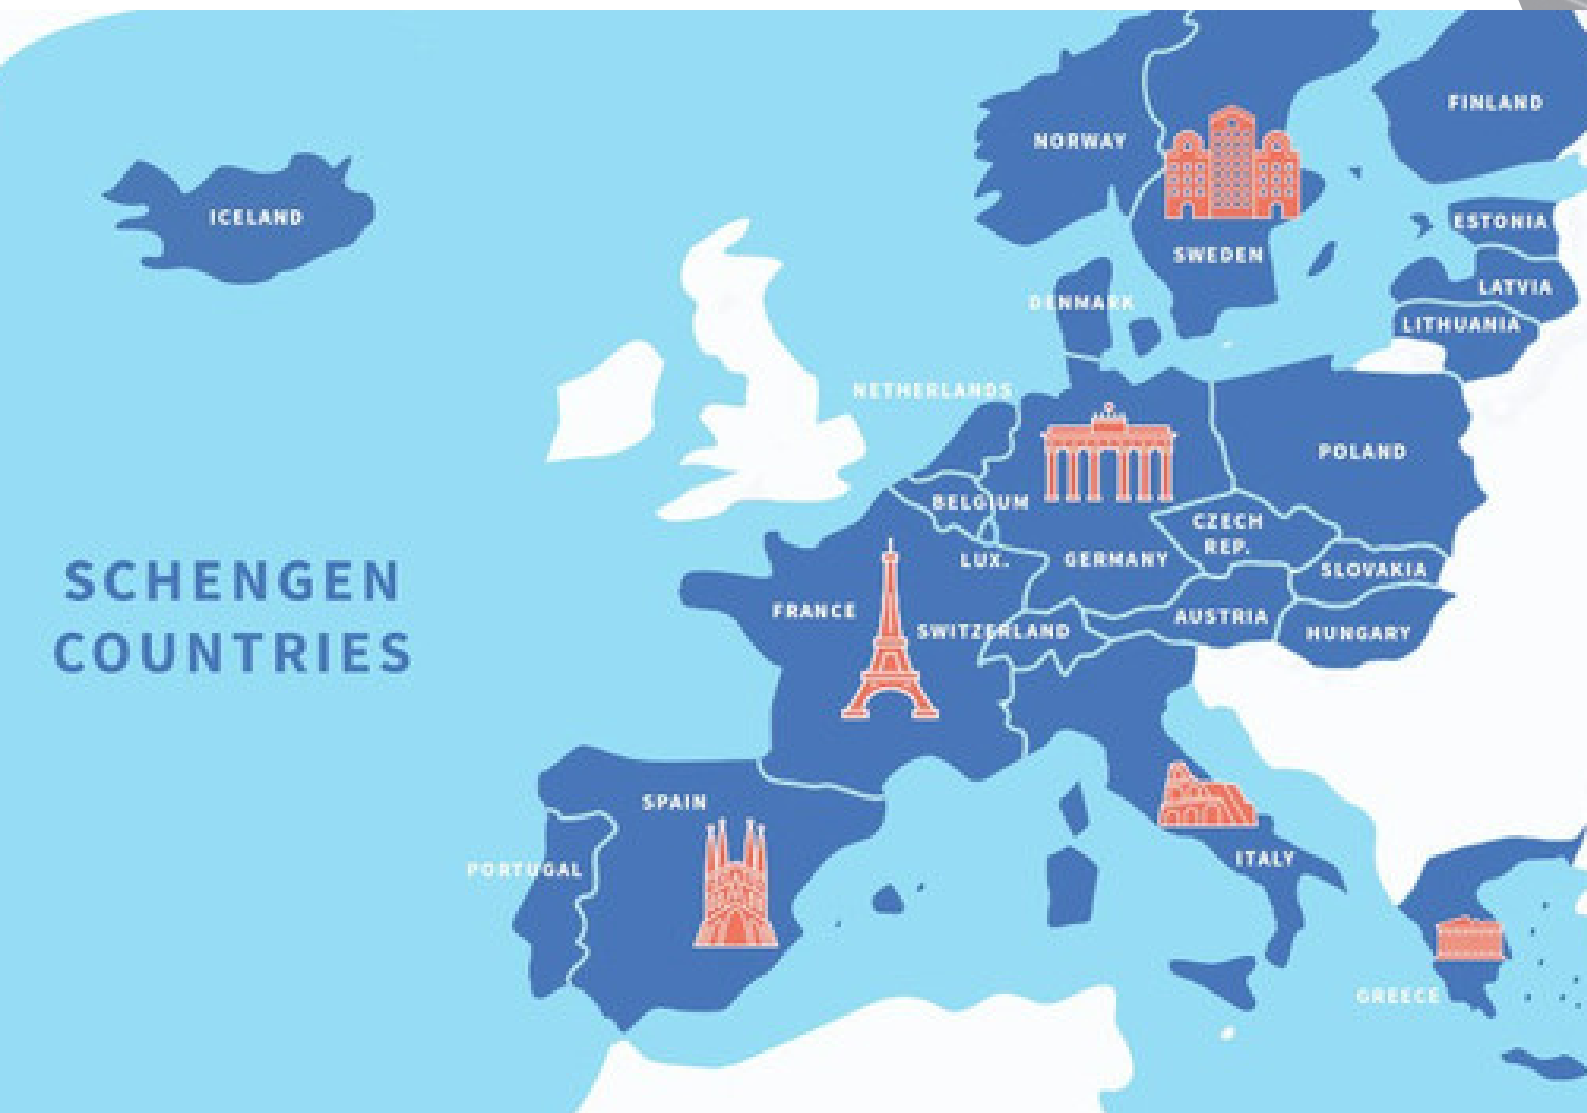 FINLAND
NORWAY
ICELAND
ESTONIA
SWEDEN
LATVIA
DENMARK
LITHUANIA
NETHERLANDS
POLAND
BELGIUM
CZECH
REP.
LUX.
GERMANY
SLOVAKIA
SCHENGEN
COUNTRIES
FRANCE
AUSTRIA
SWITZERLAND
HUNGARY
SPAIN
ITALY
PORTUGAL
GREECE